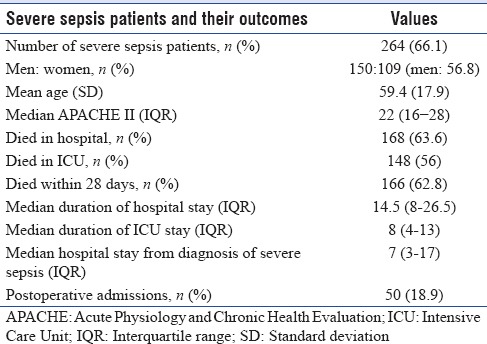 Severe sepsis patients and their outcomes Values
Number of severe sepsis patients, n (%) 264 (66.1)
Men: women, n (%) 150:109 (men: 56.8)
Mean age (SD) 59.4 (17.9)
Median APACHE II (IQR) 22 (16−28)
Died in hospital, n (%) 168 (63.6)
Died in ICU, n (%) 148 (56)
Died within 28 days, n (%) 166 (62.8)
Median duration of hospital stay (IQR) 14.5 (8-26.5)
Median duration of ICU stay (IQR) 8 (4-13)
Median hospital stay from diagnosis of severe 7 (3-17)
sepsis (IQR)
Postoperative admissions, n (%) 50 (18.9)
APACHE: Acute Physiology and Chronic Health Evaluation; ICU: Intensive
Care Unit; IQR: Interquartile range; SD: Standard deviation